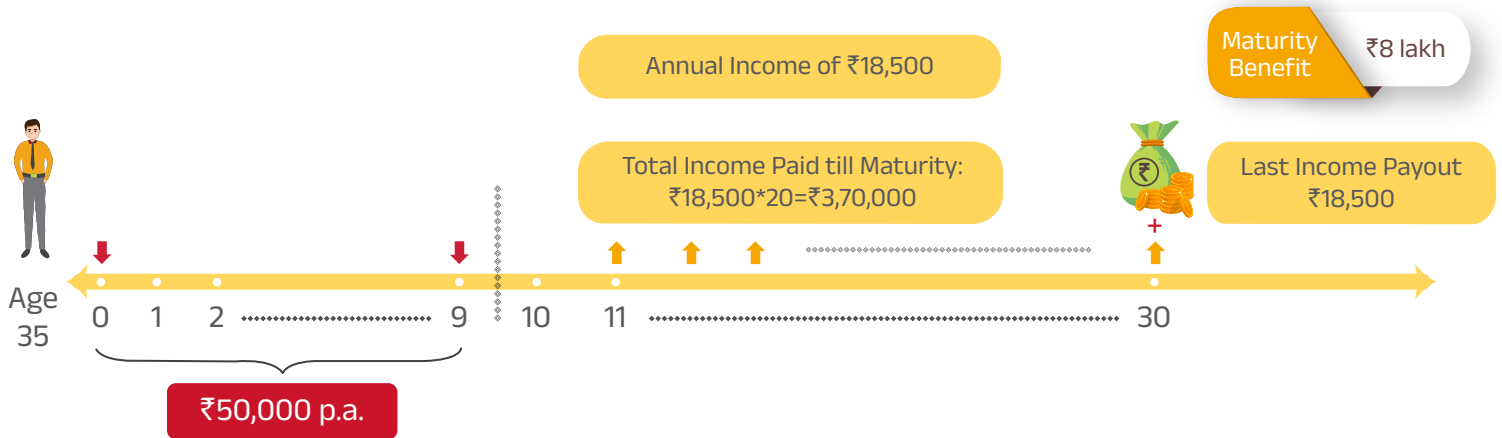 Maturity
Benefit
₹8 lakh
Annual Income of ₹18,500
Total Income Paid till Maturity:
₹18,500*20=₹3,70,000
₹
Last Income Payout
₹18,500
+
Age
35
0 1 2 9 10 11 30
₹50,000 p.a.